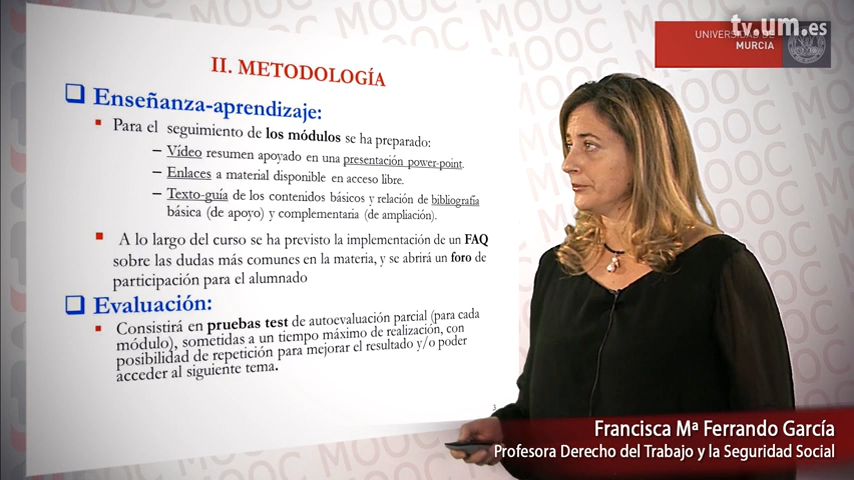 tv.um.es
UNIVERSIDAD DE
MURCIA
II. METODOLOGÍA
Enseñanza-aprendizaje:
Para el seguimiento de los módulos se ha preparado:
– Vídeo resumen apoyado en una presentación power-point.
– Enlaces a material disponible en acceso libre.
– Texto-guía de los contenidos básicos y relación de bibliografía
básica (de apoyo) y complementaria (de ampliación).
A lo largo del curso se ha previsto la implementación de un FAQ
sobre las dudas más comunes en la materia, y se abrirá un foro de
participación para el alumnado
Evaluación:
Consistirá en pruebas test de autoevaluación parcial (para cada
módulo), sometidas a un tiempo máximo de realización, con
posibilidad de repetición para mejorar el resultado y/o poder
acceder al siguiente tema.
3
Francisca Mª Ferrando García
Profesora Derecho del Trabajo y la Seguridad Social
MOOC MOOC MOOC